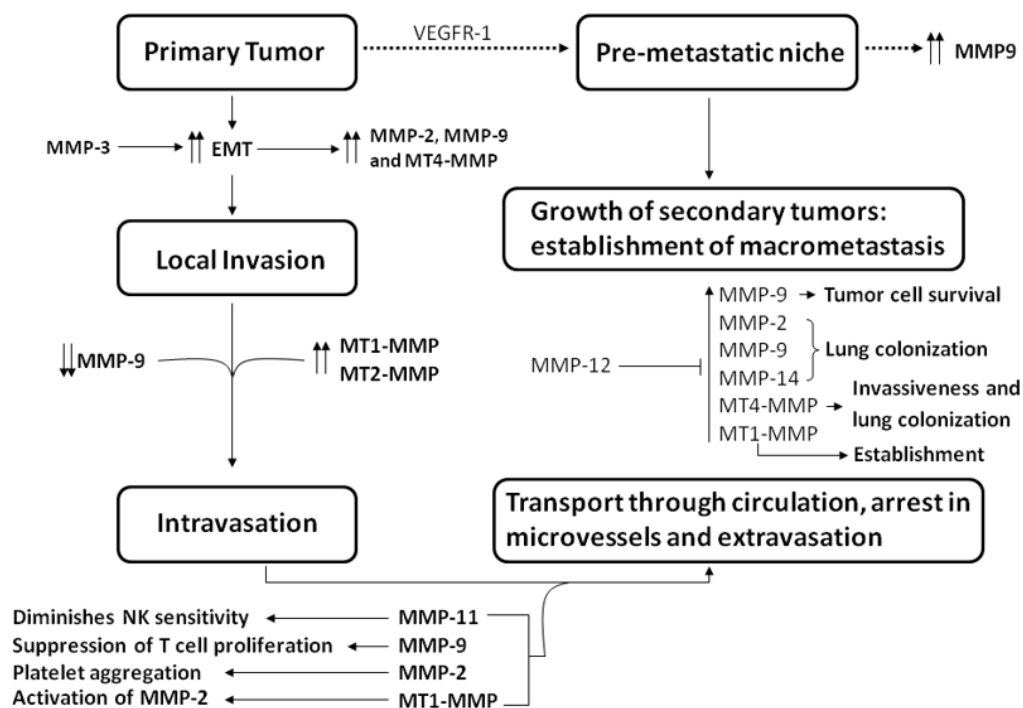 Primary Tumor
VEGFR-1
Pre-metastatic niche
MMP9
MMP-3
EMT
MMP-2, MMP-9
and MT4-MMP
Growth of secondary tumors:
establishment of macrometastasis
Local Invasion
MMP-9
MT1-MMP
MT2-MMP
MMP-12
MMP-9
Tumor cell survival
MMP-2
MMP-9
MMP-14
Lung colonization
MT4-MMP
Invassiveness and
lung colonization
MT1-MMP
Establishment
Intravasation
Transport through circulation, arrest in
microvessels and extravasation
Diminishes NK sensitivity
MMP-11
Suppression of T cell proliferation
MMP-9
Platelet aggregation
MMP-2
Activation of MMP-2
MT1-MMP